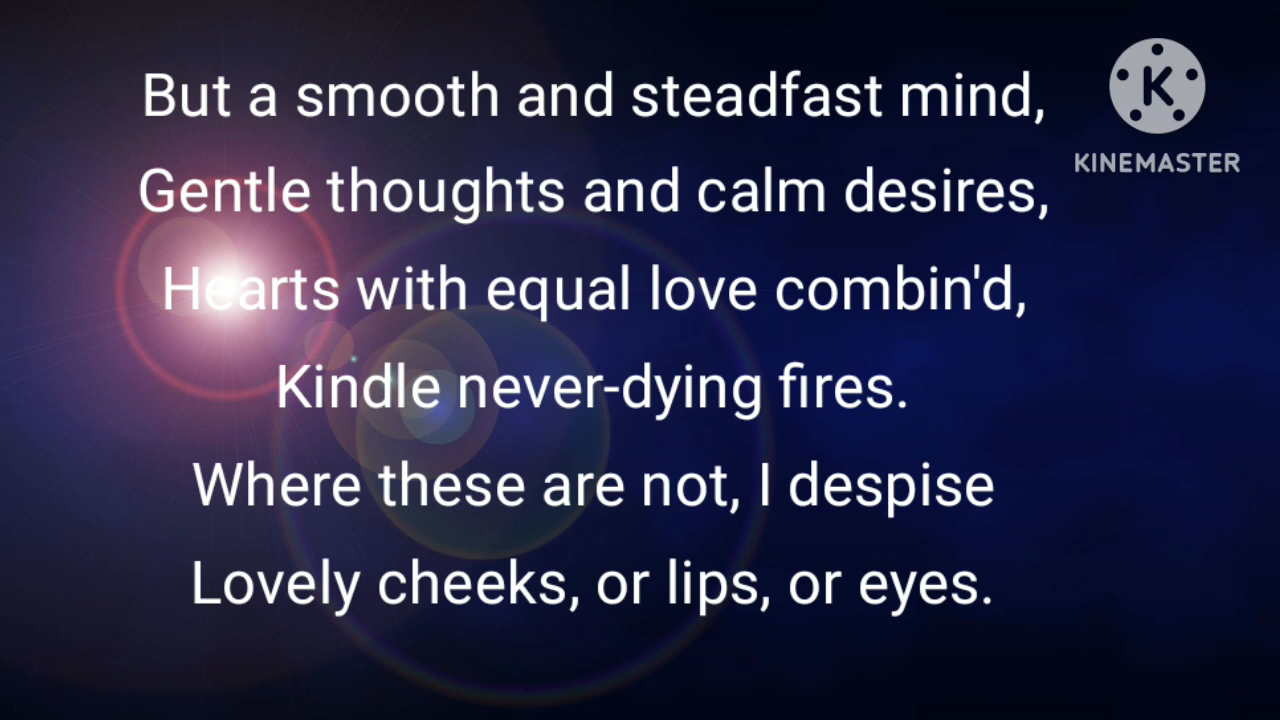 But a smooth and steadfast mind,
Gentle thoughts and calm desires,
Hearts with equal love combin'd,
Kindle never-dying fires.
Where these are not, I despise
Lovely cheeks, or lips, or eyes.
K
KINEMASTER